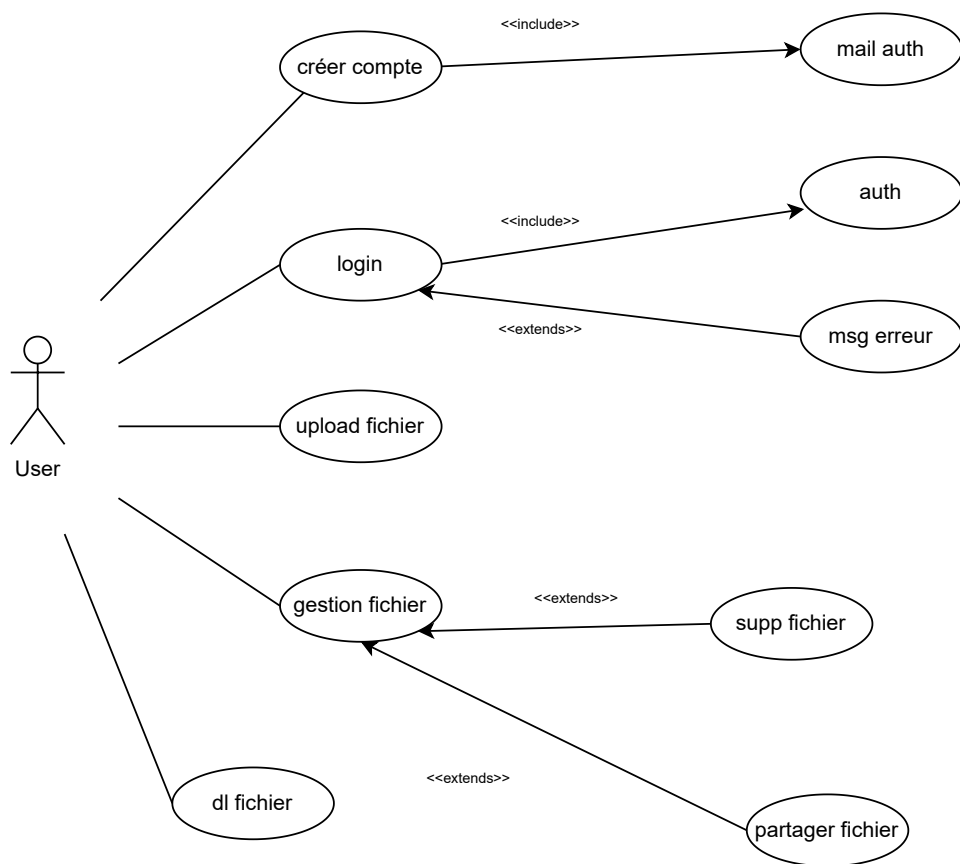 <<include>>
créer compte
mail auth
auth
<<include>>
login
<<extends>>
msg erreur
upload fichier
User
gestion fichier
<<extends>>
supp fichier
<<extends>>
dl fichier
partager fichier